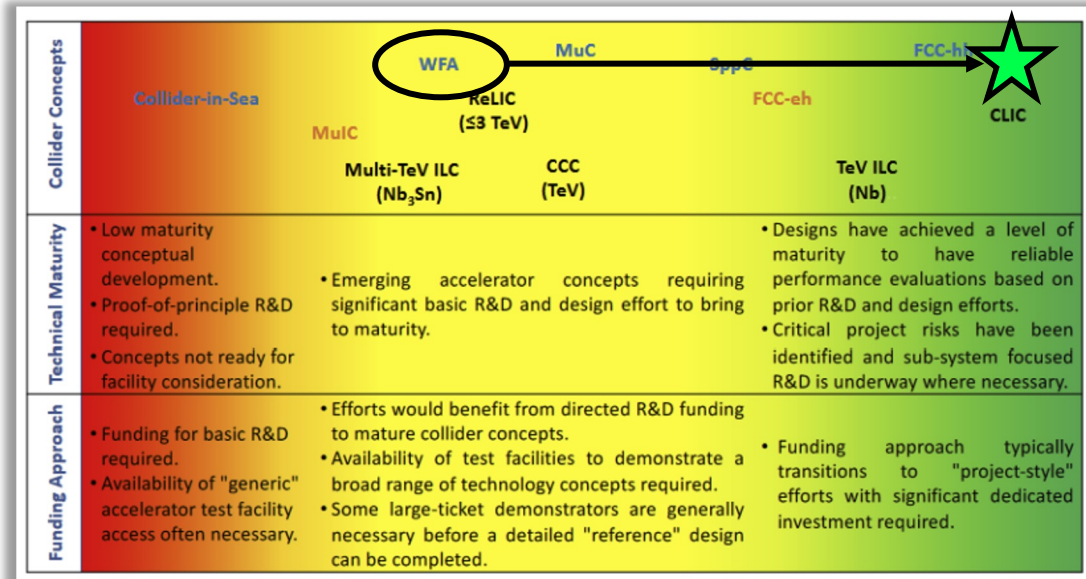 Collider Concepts
WFA
MuC
SppC
FCC-hh
Collider-in-Sea
ReLIC
(≤3 TeV)
FCC-eh
CLIC
MuIC
Multi-TeV ILC
(Nb₃Sn)
CCC
(TeV)
TeV ILC
(Nb)
Technical Maturity
• Low maturity
conceptual
development.
• Proof-of-principle R&D
required.
• Concepts not ready for
facility consideration.
• Emerging accelerator concepts requiring
significant basic R&D and design effort to bring
to maturity.
• Designs have achieved a level of
maturity to have reliable
performance evaluations based on
prior R&D and design efforts.
• Critical project risks have been
identified and sub-system focused
R&D is underway where necessary.
Funding Approach
• Funding for basic R&D
required.
• Availability of "generic"
accelerator test facility
access often necessary.
• Efforts would benefit from directed R&D funding
to mature collider concepts.
• Availability of test facilities to demonstrate a
broad range of technology concepts required.
• Some large-ticket demonstrators are generally
necessary before a detailed "reference" design
can be completed.
• Funding approach typically
transitions to "project-style"
efforts with significant dedicated
investment required.